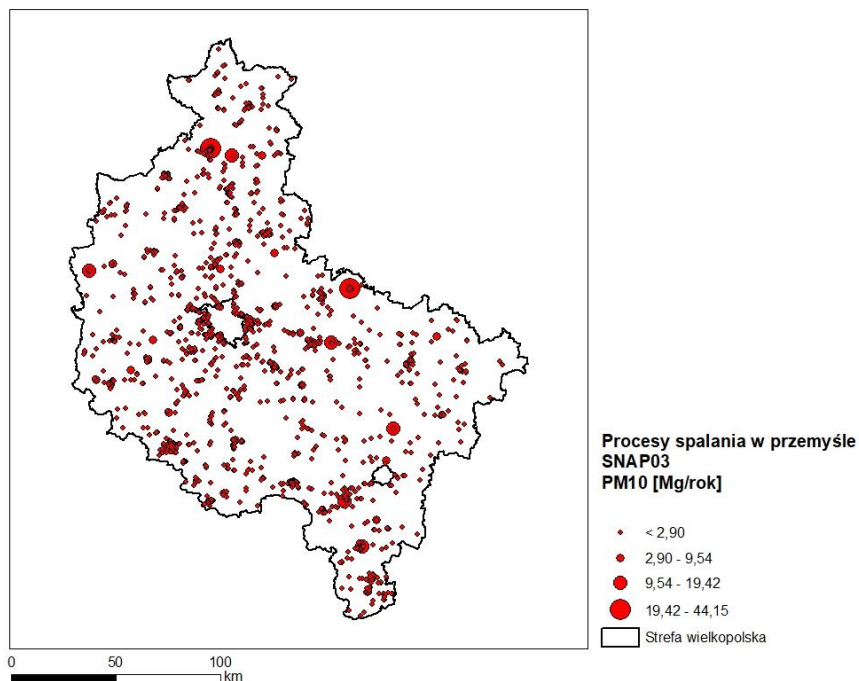 Procesy spalania w przemyśle
SNAP03
PM10 [Mg/rok]
< 2,90
2,90 - 9,54
9,54 - 19,42
19,42 - 44,15
Strefa wielkopolska
0 50 100
km